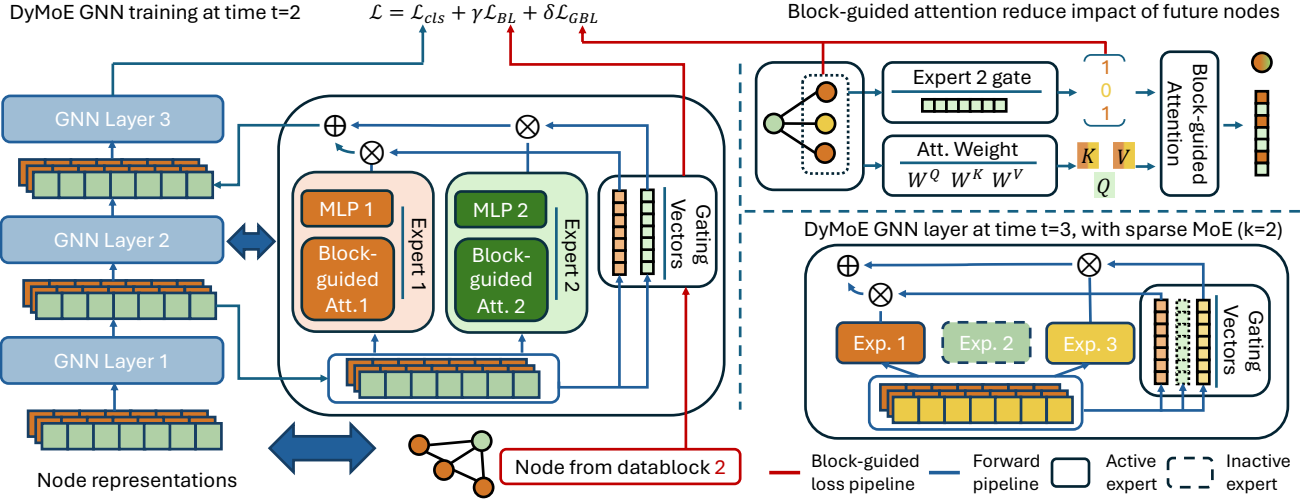 DyMoE GNN training at time t=2
ℒ = ℒ_cls + γℒ_BL + δℒ_GBL
GNN Layer 3
GNN Layer 2
GNN Layer 1
Node representations
MLP 1
Block-
guided
Att.1
Expert 1
MLP 2
Block-
guided
Att. 2
Expert 2
Gating
Vectors
Node from datablock 2
Block-guided attention reduce impact of future nodes
Expert 2 gate
1
0
1
Att. Weight
W^Q W^K W^V
K V
Q
Block-guided
Attention
DyMoE GNN layer at time t=3, with sparse MoE (k=2)
Exp. 1
Exp. 2
Exp. 3
Gating
Vectors
Block-guided
loss pipeline
Forward
pipeline
Active
expert
Inactive
expert